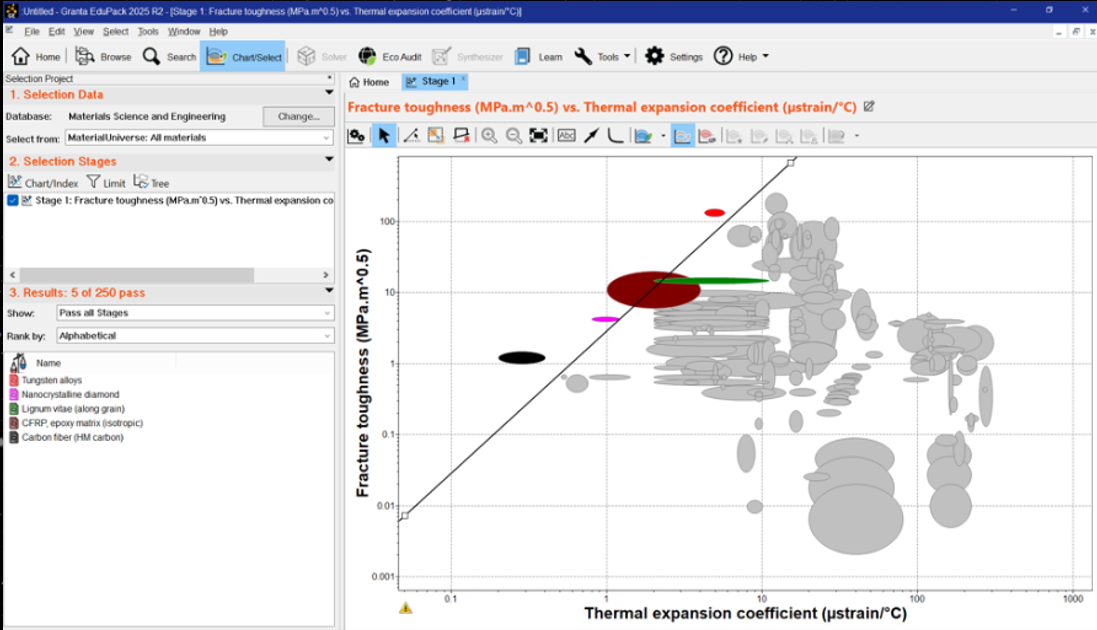 Untitled - Granta EduPack 2025 R2 - [Stage 1: Fracture toughness (MPa.m^0.5) vs. Thermal expansion coefficient (µstrain/°C)]
File Edit View Select Tools Window Help
Home Browse Search Chart/Select Solver Eco Audit Synthesizer Learn Tools Settings Help
Selection Project
1. Selection Data
Database: Materials Science and Engineering Change...
Select from: MaterialUniverse: All materials
2. Selection Stages
Chart/Index Limit Tree
Stage 1: Fracture toughness (MPa.m^0.5) vs. Thermal expansion co
3. Results: 5 of 250 pass
Show: Pass all Stages
Rank by: Alphabetical
Name
Tungsten alloys
Nanocrystalline diamond
Lignum vitae (along grain)
CFRP, epoxy matrix (isotropic)
Carbon fiber (HM carbon)
Home Stage 1
Fracture toughness (MPa.m^0.5) vs. Thermal expansion coefficient (µstrain/°C)
Abc
Fracture toughness (MPa.m^0.5)
100
10
1
0.1
0.01
0.001
0.1 1 10 100 1000
Thermal expansion coefficient (µstrain/°C)